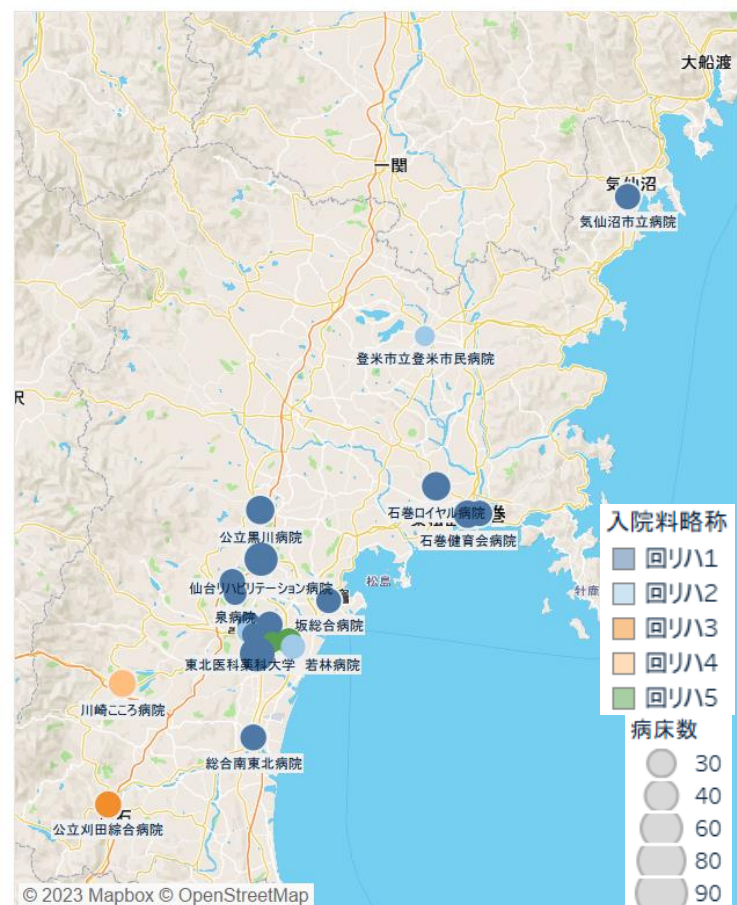 大船渡
一関
気仙沼
気仙沼市立病院
登米市立登米市民病院
沢
石巻ロイヤル病院
巻
石巻健育会病院
公立黒川病院
仙台リハビリテーション病院
松島
牡鹿
泉病院
坂総合病院
東北医科薬科大学
若林病院
川崎こころ病院
総合南東北病院
石
公立刈田綜合病院
入院料略称
回リハ1
回リハ2
回リハ3
回リハ4
回リハ5
病床数
30
40
60
80
90
© 2023 Mapbox © OpenStreetMap